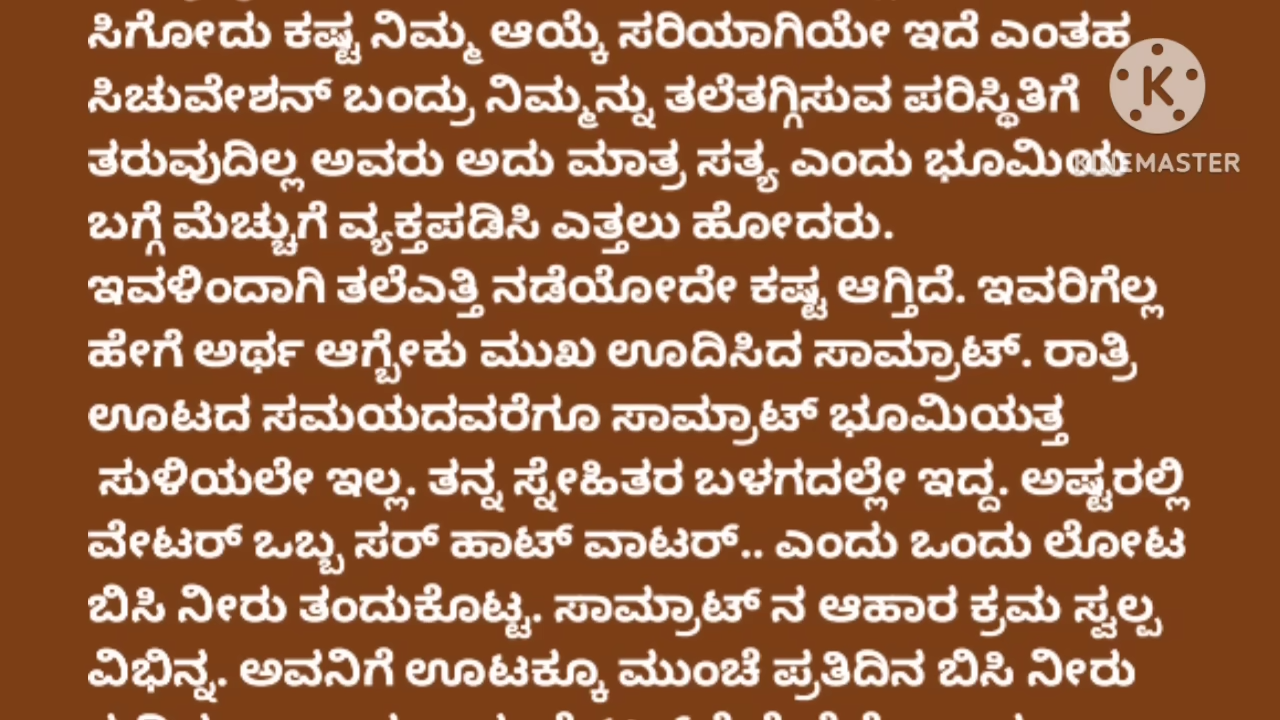 ಸಿಗೋದು ಕಷ್ಟ ನಿಮ್ಮ ಆಯ್ಕೆ ಸರಿಯಾಗಿಯೇ ಇದೆ ಎಂತಹ
ಸಿಚುವೇಶನ್ ಬಂದ್ರು ನಿಮ್ಮನ್ನು ತಲೆತಗ್ಗಿಸುವ ಪರಿಸ್ಥಿತಿಗೆ
ತರುವುದಿಲ್ಲ ಅವರು ಅದು ಮಾತ್ರ ಸತ್ಯ ಎಂದು ಭೂಮಿಯ
KINEMASTER
ಬಗ್ಗೆ ಮೆಚ್ಚುಗೆ ವ್ಯಕ್ತಪಡಿಸಿ ಎತ್ತಲು ಹೋದರು.
ಇವಳಿಂದಾಗಿ ತಲೆಎತ್ತಿ ನಡೆಯೋದೇ ಕಷ್ಟ ಆಗ್ತಿದೆ. ಇವರಿಗೆಲ್ಲ
ಹೇಗೆ ಅರ್ಥ ಆಗ್ಬೇಕು ಮುಖ ಊದಿಸಿದ ಸಾಮ್ರಾಟ್. ರಾತ್ರಿ
ಊಟದ ಸಮಯದವರೆಗೂ ಸಾಮ್ರಾಟ್ ಭೂಮಿಯತ್ತ
ಸುಳಿಯಲೇ ಇಲ್ಲ. ತನ್ನ ಸ್ನೇಹಿತರ ಬಳಗದಲ್ಲೇ ಇದ್ದ. ಅಷ್ಟರಲ್ಲಿ
ವೇಟರ್ ಒಬ್ಬ ಸರ್ ಹಾಟ್ ವಾಟರ್.. ಎಂದು ಒಂದು ಲೋಟ
ಬಿಸಿ ನೀರು ತಂದುಕೊಟ್ಟ. ಸಾಮ್ರಾಟ್ ನ ಆಹಾರ ಕ್ರಮ ಸ್ವಲ್ಪ
ವಿಭಿನ್ನ. ಅವನಿಗೆ ಊಟಕ್ಕೂ ಮುಂಚೆ ಪ್ರತಿದಿನ ಬಿಸಿ ನೀರು